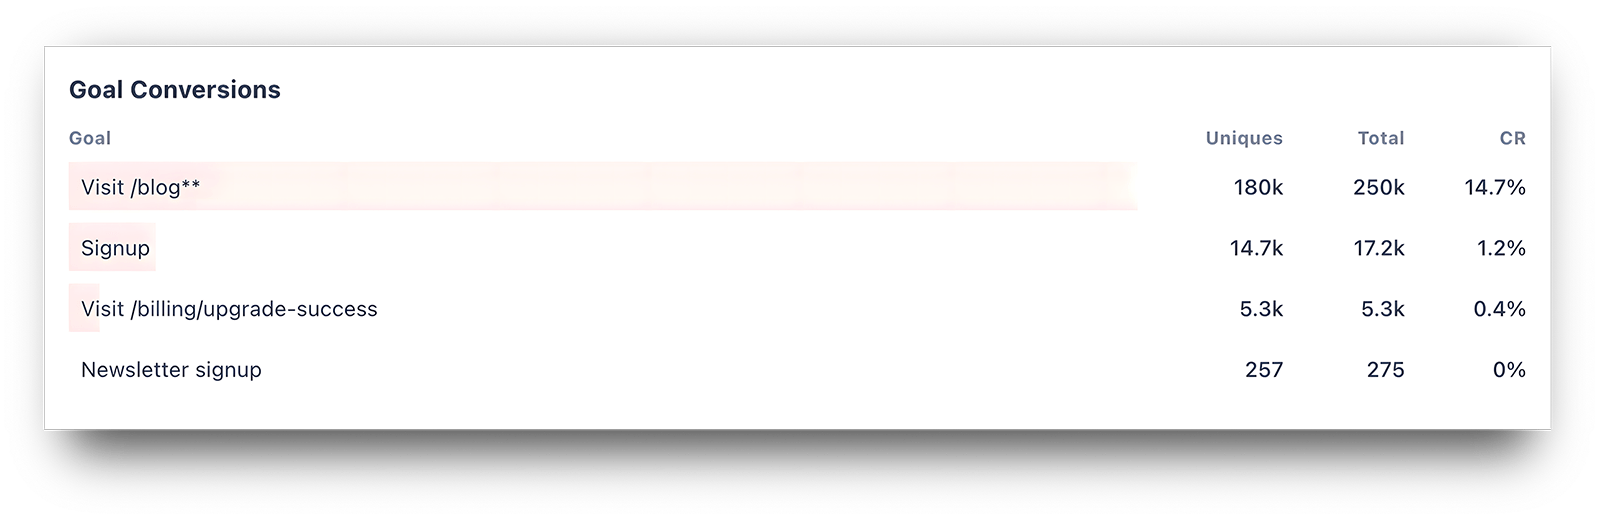 Goal Conversions
Goal Uniques Total CR
Visit /blog** 180k 250k 14.7%
Signup 14.7k 17.2k 1.2%
Visit /billing/upgrade-success 5.3k 5.3k 0.4%
Newsletter signup 257 275 0%